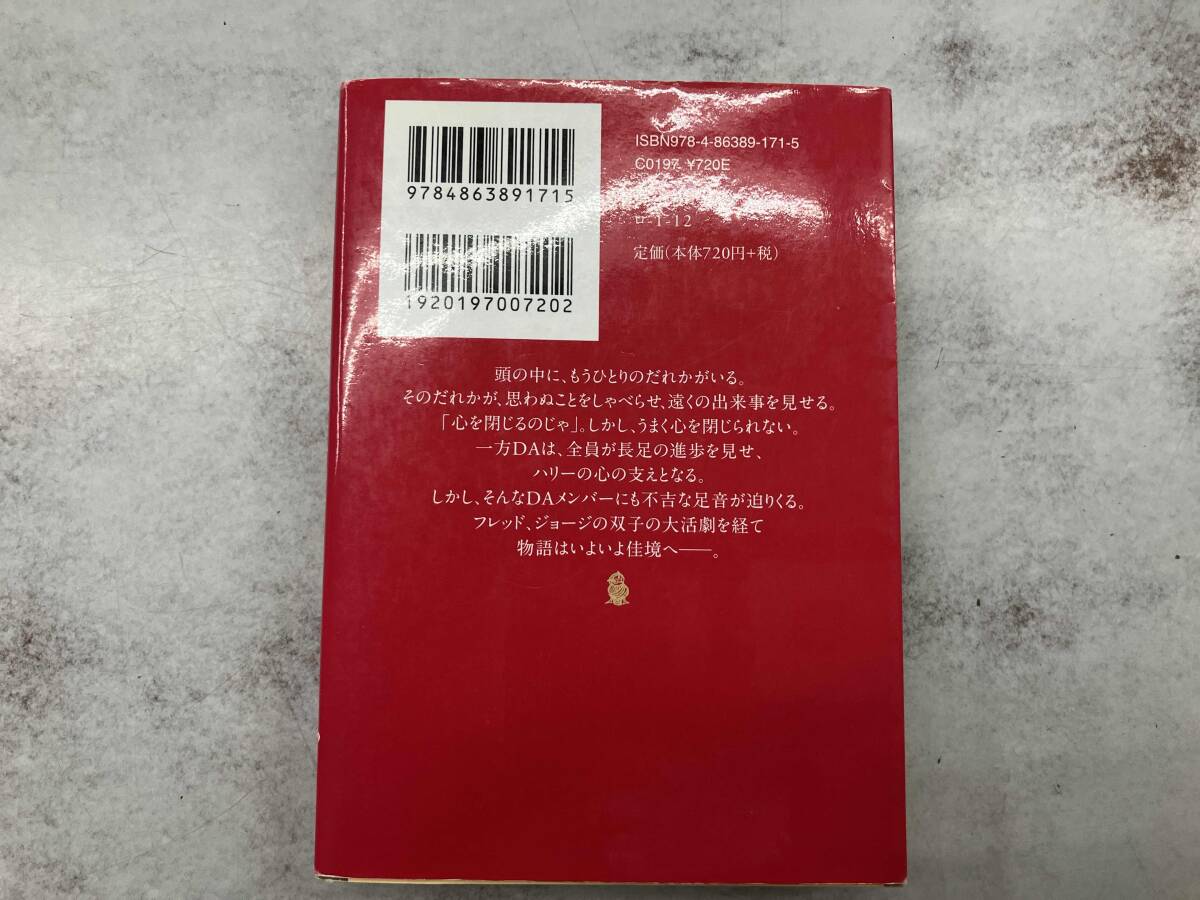 9784863891715
1920197007202
ISBN978-4-86389-171-5
C0197 ¥720E
ロ-1-12
定価(本体720円+税)
頭の中に、もうひとりのだれかがいる。
そのだれかが、思わぬことをしゃべらせ、遠くの出来事を見せる。
「心を閉じるのじゃ」。しかし、うまく心を閉じられない。
一方DAは、全員が長足の進歩を見せ、
ハリーの心の支えとなる。
しかし、そんなDAメンバーにも不吉な足音が迫りくる。
フレッド、ジョージの双子の大活劇を経て
物語はいよいよ佳境へ——。